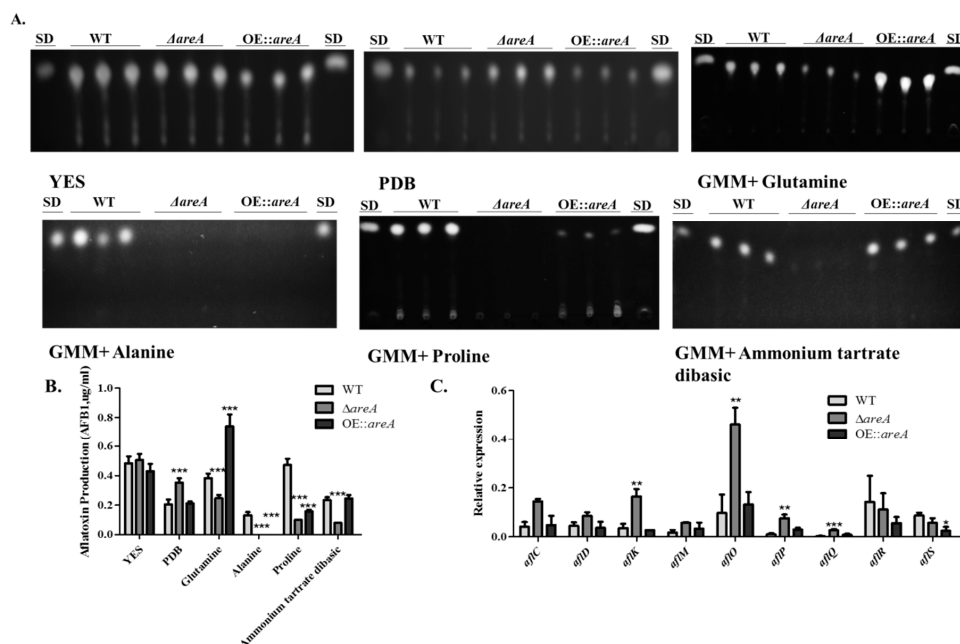 A.
SD WT ΔareA OE::areA SD
SD WT ΔareA OE::areA SD
SD WT ΔareA OE::areA SD
YES
PDB
GMM+ Glutamine
SD WT ΔareA OE::areA SD
SD WT ΔareA OE::areA SD
SD WT ΔareA OE::areA SD
GMM+ Alanine
GMM+ Proline
GMM+ Ammonium tartrate
dibasic
B.
Aflatoxin Production (AFB1,ug/ml)
1.0
0.8
0.6
0.4
0.2
0.0
WT
ΔareA
OE::areA
***
***
***
***
***
***
***
***
YES
PDB
Glutamine
Alanine
Proline
Ammonium tartrate dibasic
C.
Relative expression
0.6
0.4
0.2
0.0
WT
ΔareA
OE::areA
**
**
**
***
*
aflC
aflD
aflK
aflM
aflO
aflP
aflQ
aflR
aflS